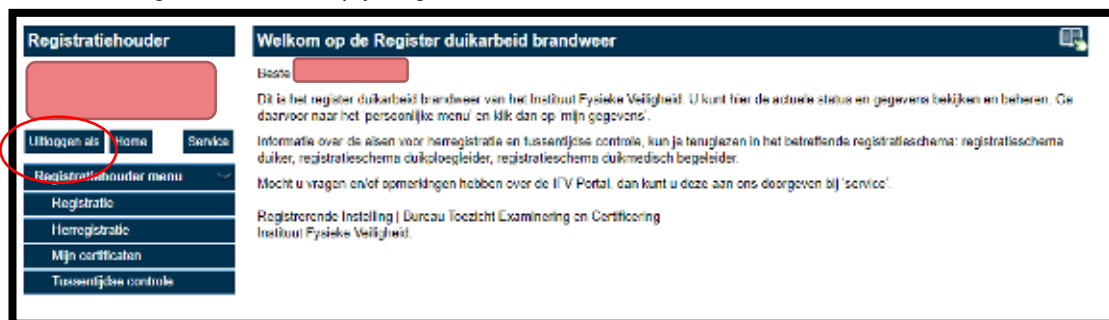 Registratiehouder
Welkom op de Register duikarbeid brandweer
Beste
Dit is het register duikarbeid brandweer van het Instituut Fysieke Veiligheid. U kunt hier de actuele status en gegevens bekijken en beheren. Ga
daarvoor naar het 'persoonlijke menu' en klik dan op 'mijn gegevens'.
Uitloggen als Home Service
Informatie over de eisen voor herregistratie en tussentijdse controle, kun je teruglezen in het betreffende registratieschema: registratieschema
duiker, registratieschema duikploegleider, registratieschema duikmedisch begeleider.
Registratiehouder menu
Mocht u vragen en/of opmerkingen hebben over de IFV Portal, dan kunt u deze aan ons doorgeven bij 'service'.
Registratie
Registrerende Instelling | Bureau Toezicht Examinering en Certificering
Herregistratie
Instituut Fysieke Veiligheid.
Mijn certificaten
Tussentijdse controle